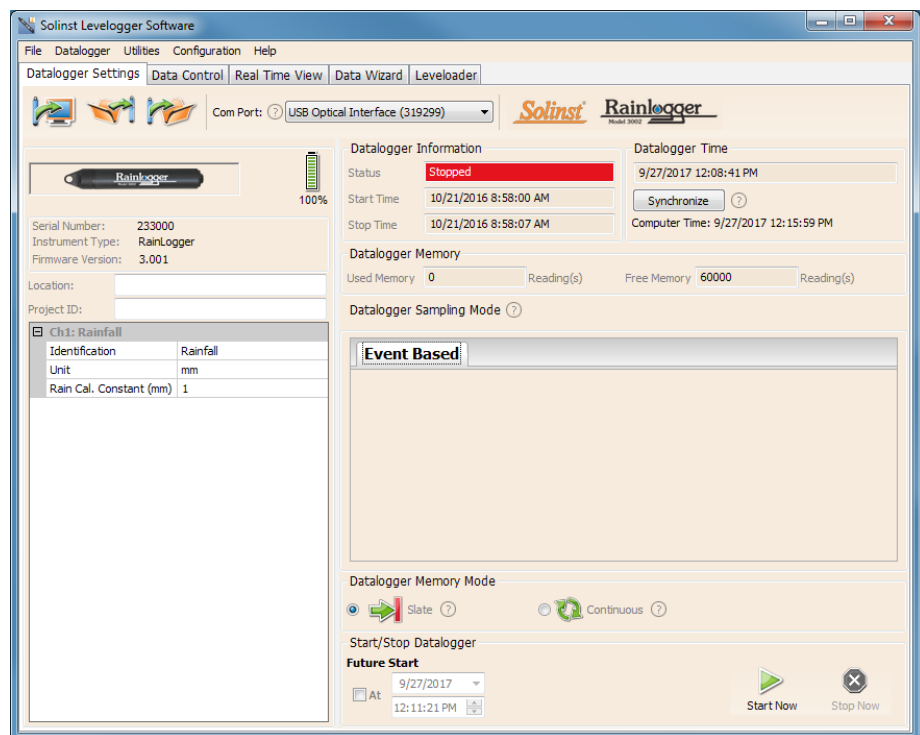 Solinst Levelogger Software
File Datalogger Utilities Configuration Help
Datalogger Settings Data Control Real Time View Data Wizard Leveloader
Com Port: ? USB Optical Interface (319299)
Solinst Rainlogger
Model 3002
Rainlogger
100%
Serial Number: 233000
Instrument Type: RainLogger
Firmware Version: 3.001
Location:
Project ID:
Ch1: Rainfall
Identification Rainfall
Unit mm
Rain Cal. Constant (mm) 1
Datalogger Information
Status Stopped
Start Time 10/21/2016 8:58:00 AM
Stop Time 10/21/2016 8:58:07 AM
Datalogger Time
9/27/2017 12:08:41 PM
Synchronize ?
Computer Time: 9/27/2017 12:15:59 PM
Datalogger Memory
Used Memory 0 Reading(s) Free Memory 60000 Reading(s)
Datalogger Sampling Mode ?
Event Based
Datalogger Memory Mode
Slate ? Continuous ?
Start/Stop Datalogger
Future Start
At 9/27/2017
12:11:21 PM
Start Now Stop Now